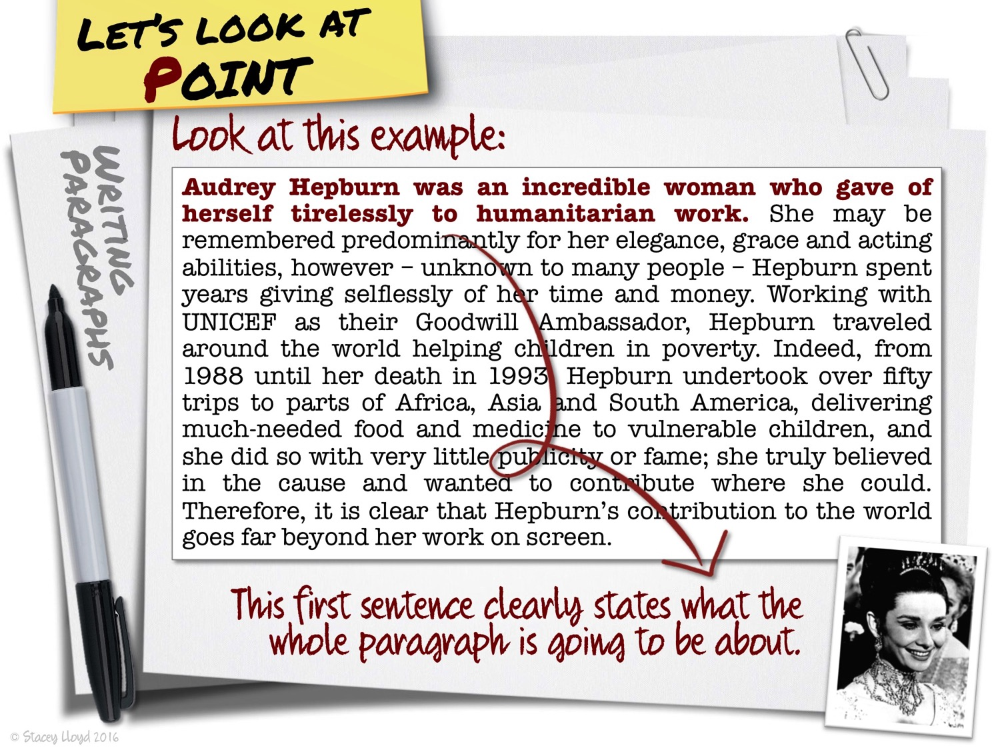 LET'S LOOK AT
POINT
Look at this example:
WRITING
PARAGRAPHS
Audrey Hepburn was an incredible woman who gave of
herself tirelessly to humanitarian work. She may be
remembered predominantly for her elegance, grace and acting
abilities, however – unknown to many people – Hepburn spent
years giving selflessly of her time and money. Working with
UNICEF as their Goodwill Ambassador, Hepburn traveled
around the world helping children in poverty. Indeed, from
1988 until her death in 1993, Hepburn undertook over fifty
trips to parts of Africa, Asia and South America, delivering
much-needed food and medicine to vulnerable children, and
she did so with very little publicity or fame; she truly believed
in the cause and wanted to contribute where she could.
Therefore, it is clear that Hepburn's contribution to the world
goes far beyond her work on screen.
This first sentence clearly states what the
whole paragraph is going to be about.
© Stacey Lloyd 2016